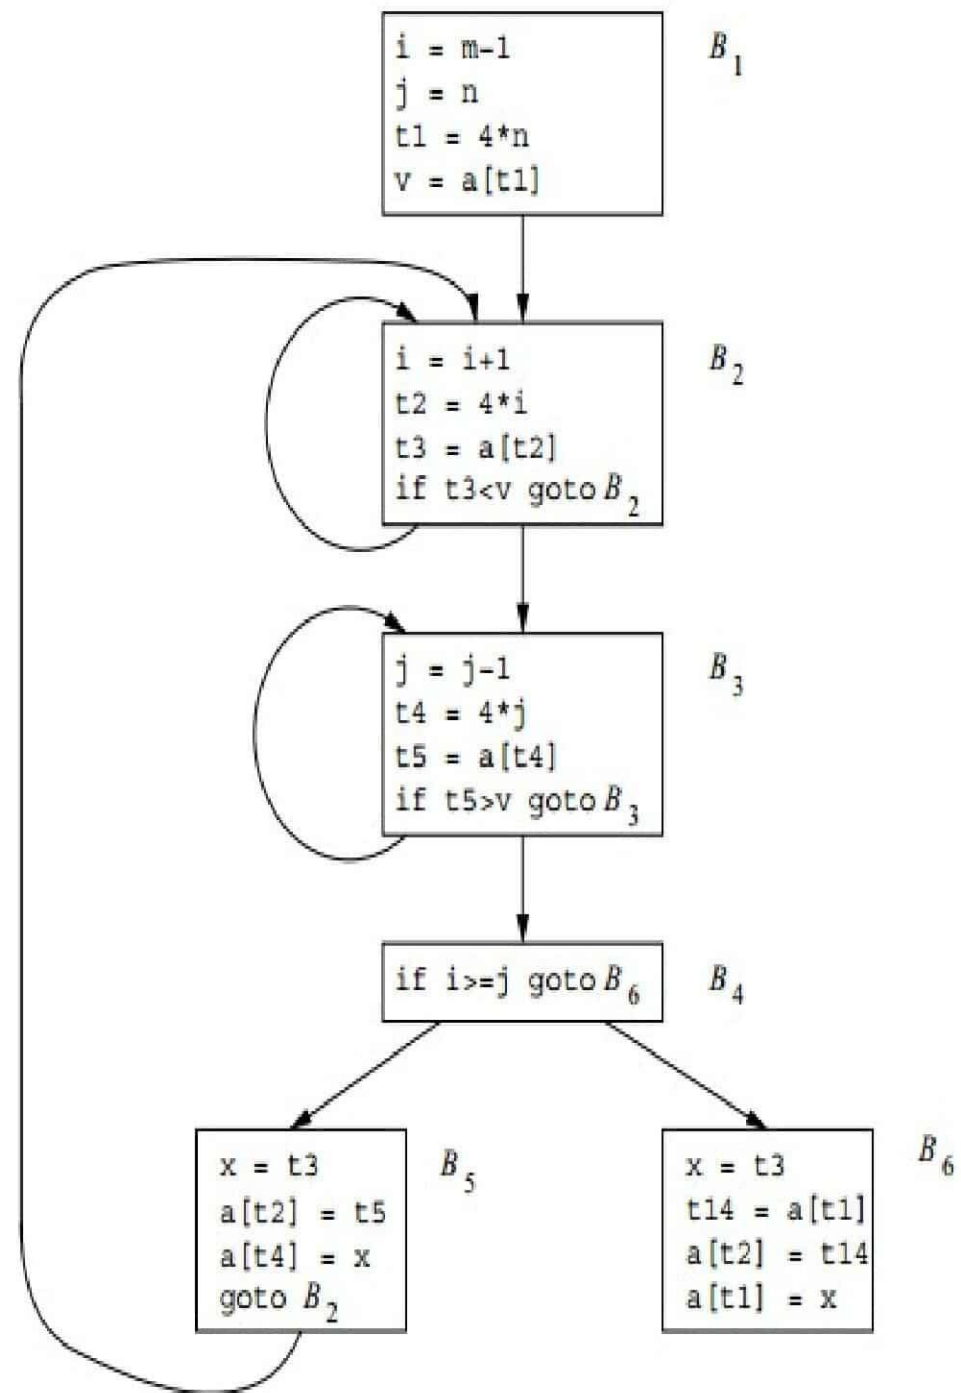 i = m-1
j = n
t1 = 4*n
v = a[t1]
B1
i = i+1
t2 = 4*i
t3 = a[t2]
if t3<v goto B2
B2
j = j-1
t4 = 4*j
t5 = a[t4]
if t5>v goto B3
B3
if i>=j goto B6
B4
x = t3
a[t2] = t5
a[t4] = x
goto B2
B5
x = t3
t14 = a[t1]
a[t2] = t14
a[t1] = x
B6